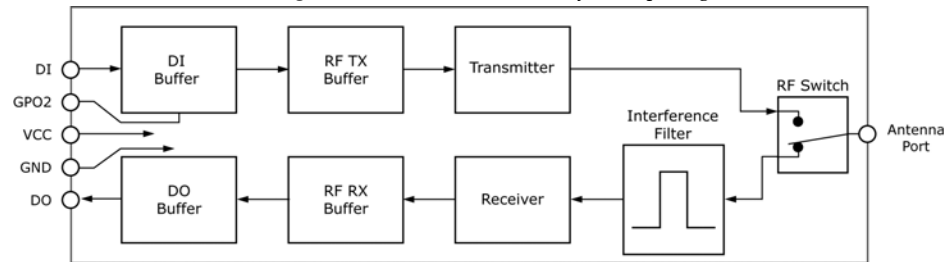 DI
GPO2
VCC
GND
DO
DI
Buffer
RF TX
Buffer
Transmitter
RF Switch
Interference
Filter
Antenna
Port
DO
Buffer
RF RX
Buffer
Receiver